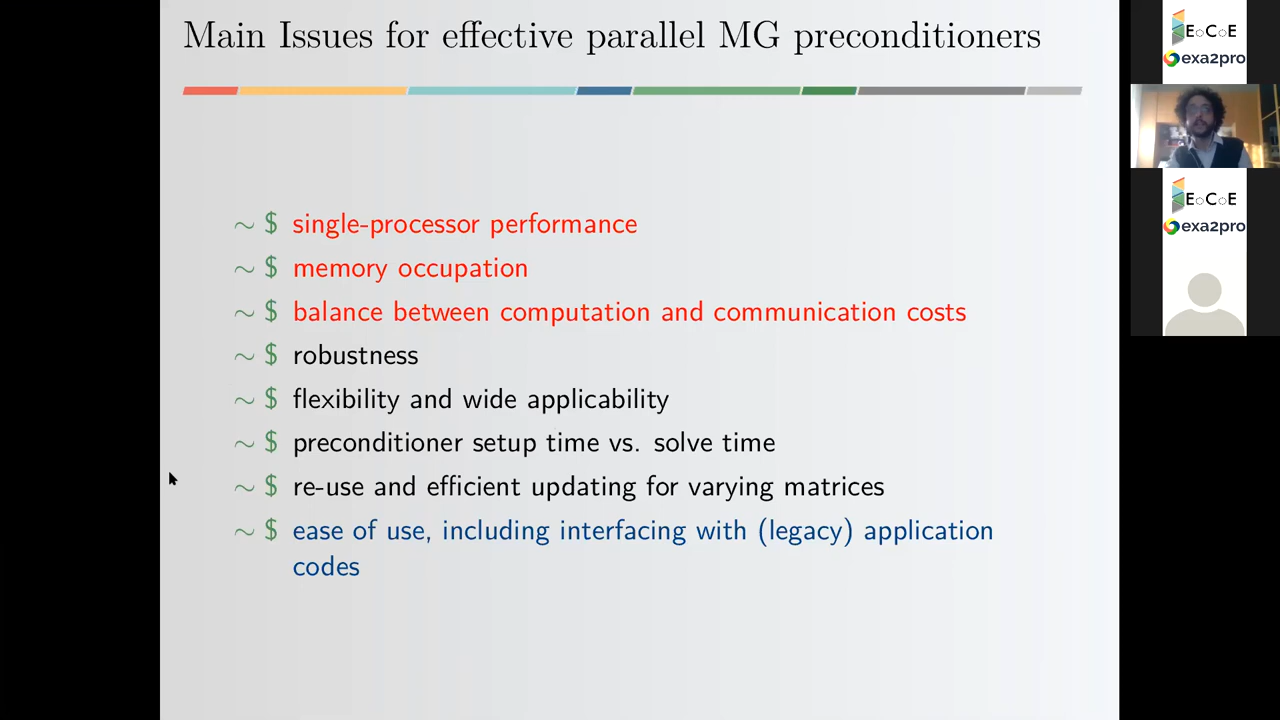 Main Issues for effective parallel MG preconditioners
~ $ single-processor performance
~ $ memory occupation
~ $ balance between computation and communication costs
~ $ robustness
~ $ flexibility and wide applicability
~ $ preconditioner setup time vs. solve time
~ $ re-use and efficient updating for varying matrices
~ $ ease of use, including interfacing with (legacy) application
codes
EoCoE
exa2pro
EoCoE
exa2pro